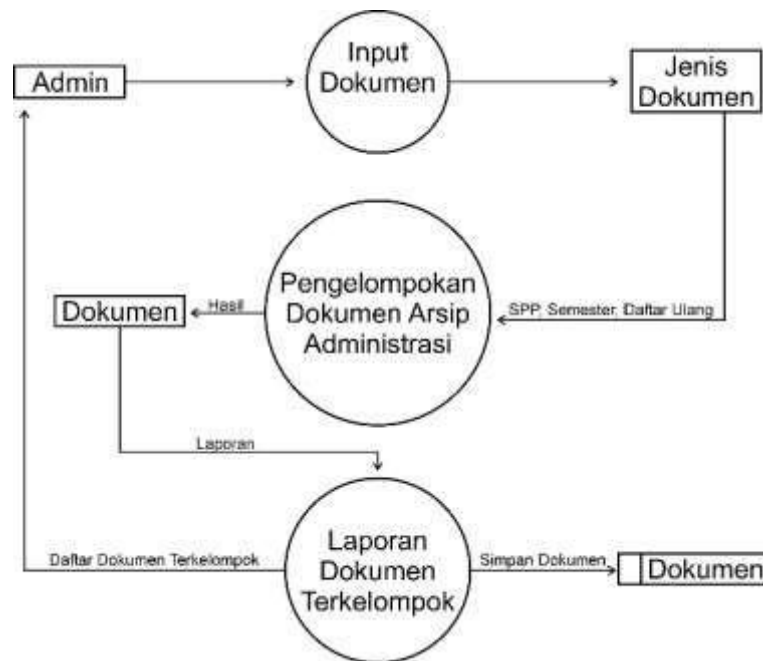 Input
Dokumen
Admin
Jenis
Dokumen
Pengelompokan
Dokumen Arsip
Administrasi
Dokumen
Hasil
SPP, Semester, Daftar Ulang
Laporan
Laporan
Dokumen
Terkelompok
Daftar Dokumen Terkelompok
Simpan Dokumen
Dokumen